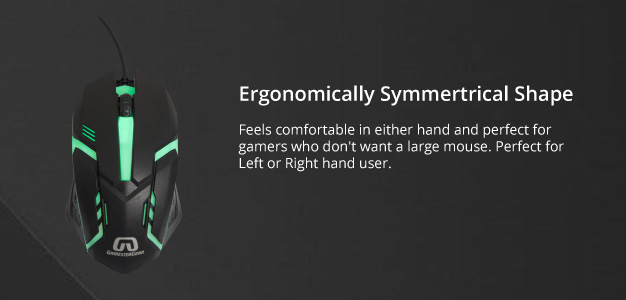 Ergonomically Symmertrical Shape
Feels comfortable in either hand and perfect for
gamers who don't want a large mouse. Perfect for
Left or Right hand user.